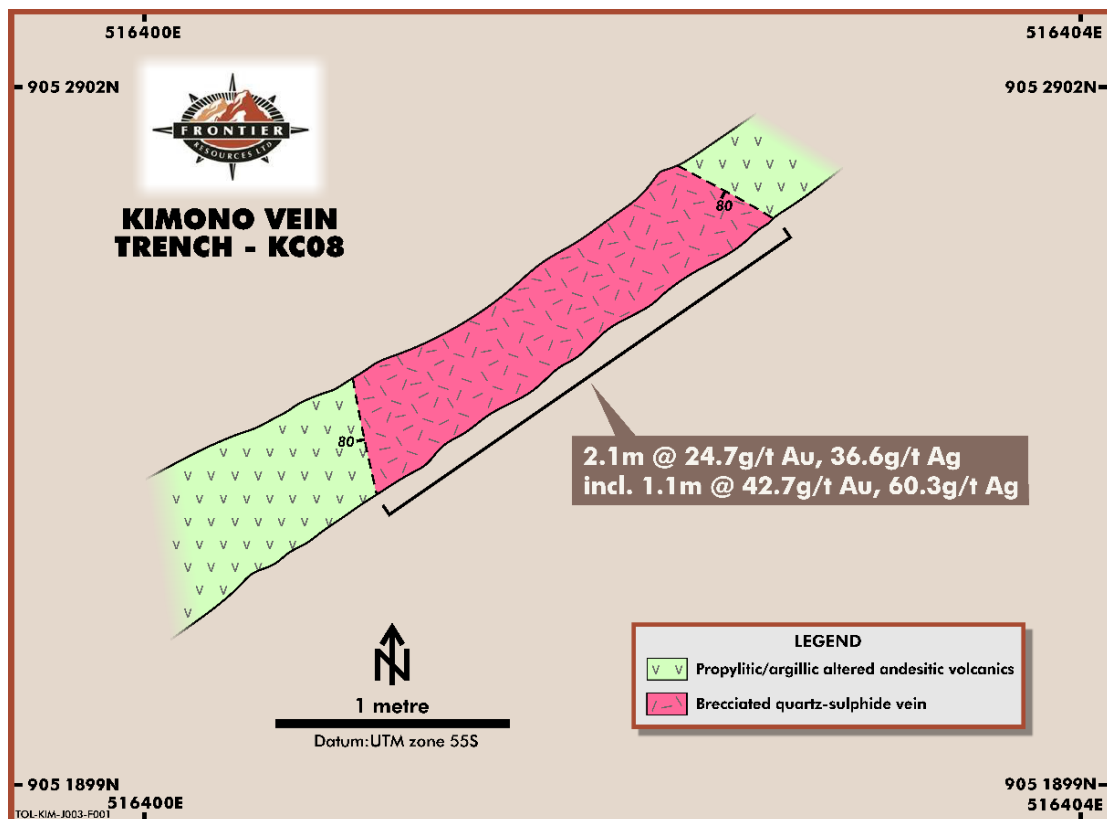 516400E
516404E
905 2902N
905 2902N
FRONTIER
RESOURCES LTD
KIMONO VEIN
TRENCH - KC08
80
80
2.1m @ 24.7g/t Au, 36.6g/t Ag
incl. 1.1m @ 42.7g/t Au, 60.3g/t Ag
N
1 metre
Datum:UTM zone 55S
LEGEND
V V Propylitic/argillic altered andesitic volcanics
Brecciated quartz-sulphide vein
905 1899N
905 1899N
516400E
516404E
TOL-KIM-J003-F001